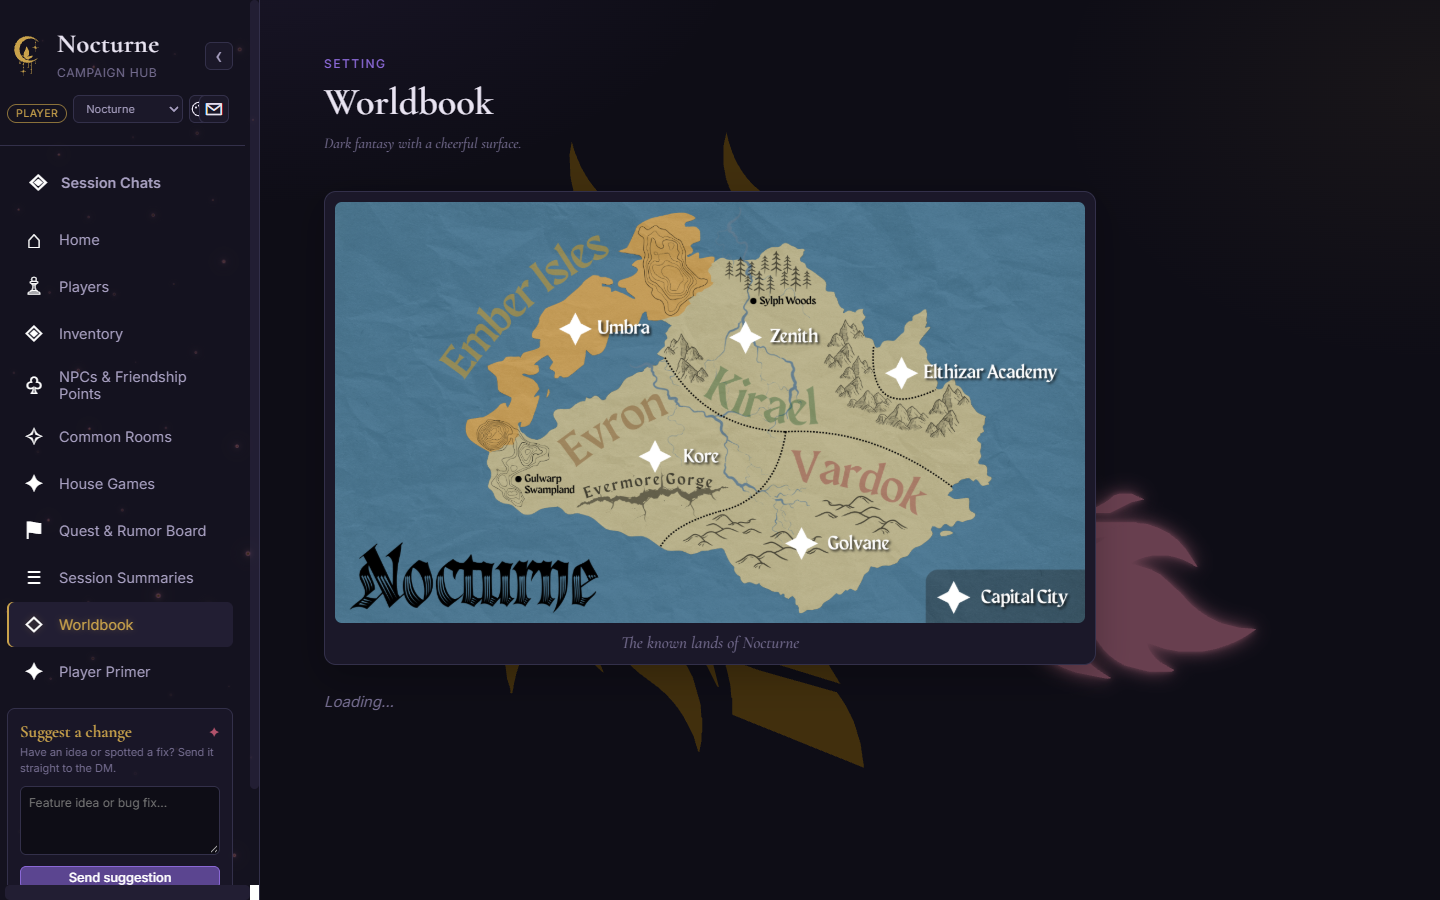 Nocturne
CAMPAIGN HUB
PLAYER
Nocturne
Session Chats
Home
Players
Inventory
NPCs & Friendship
Points
Common Rooms
House Games
Quest & Rumor Board
Session Summaries
Worldbook
Player Primer
Suggest a change
Have an idea or spotted a fix? Send it
straight to the DM.
Feature idea or bug fix...
Send suggestion
SETTING
Worldbook
Dark fantasy with a cheerful surface.
Ember Isles
Umbra
Sylph Woods
Zenith
Elthizar Academy
Kirael
Evron
Kore
Vardok
Gulwarp
Swampland
Evermore Gorge
Golvane
Nocturne
Capital City
The known lands of Nocturne
Loading...